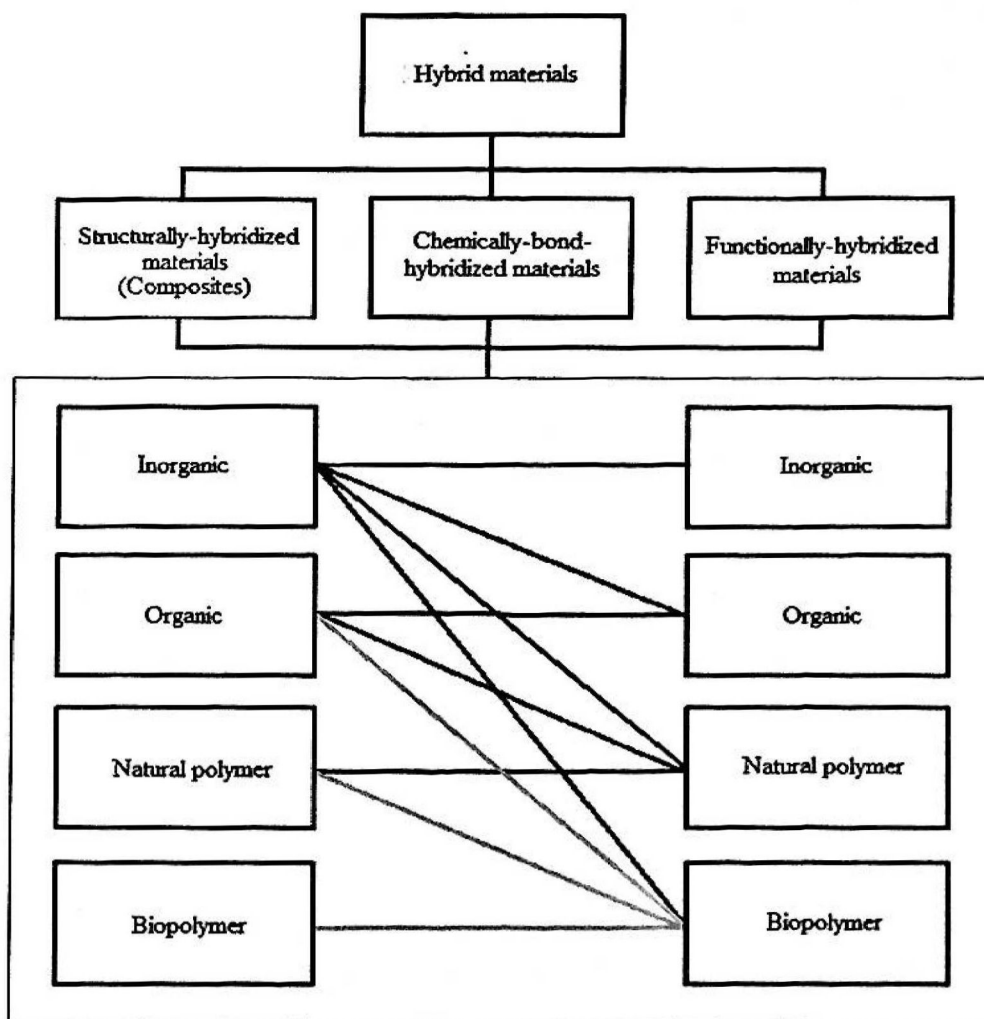 Hybrid materials
Structurally-hybridized
materials
(Composites)
Chemically-bond-
hybridized materials
Functionally-hybridized
materials
Inorganic
Inorganic
Organic
Organic
Natural polymer
Natural polymer
Biopolymer
Biopolymer